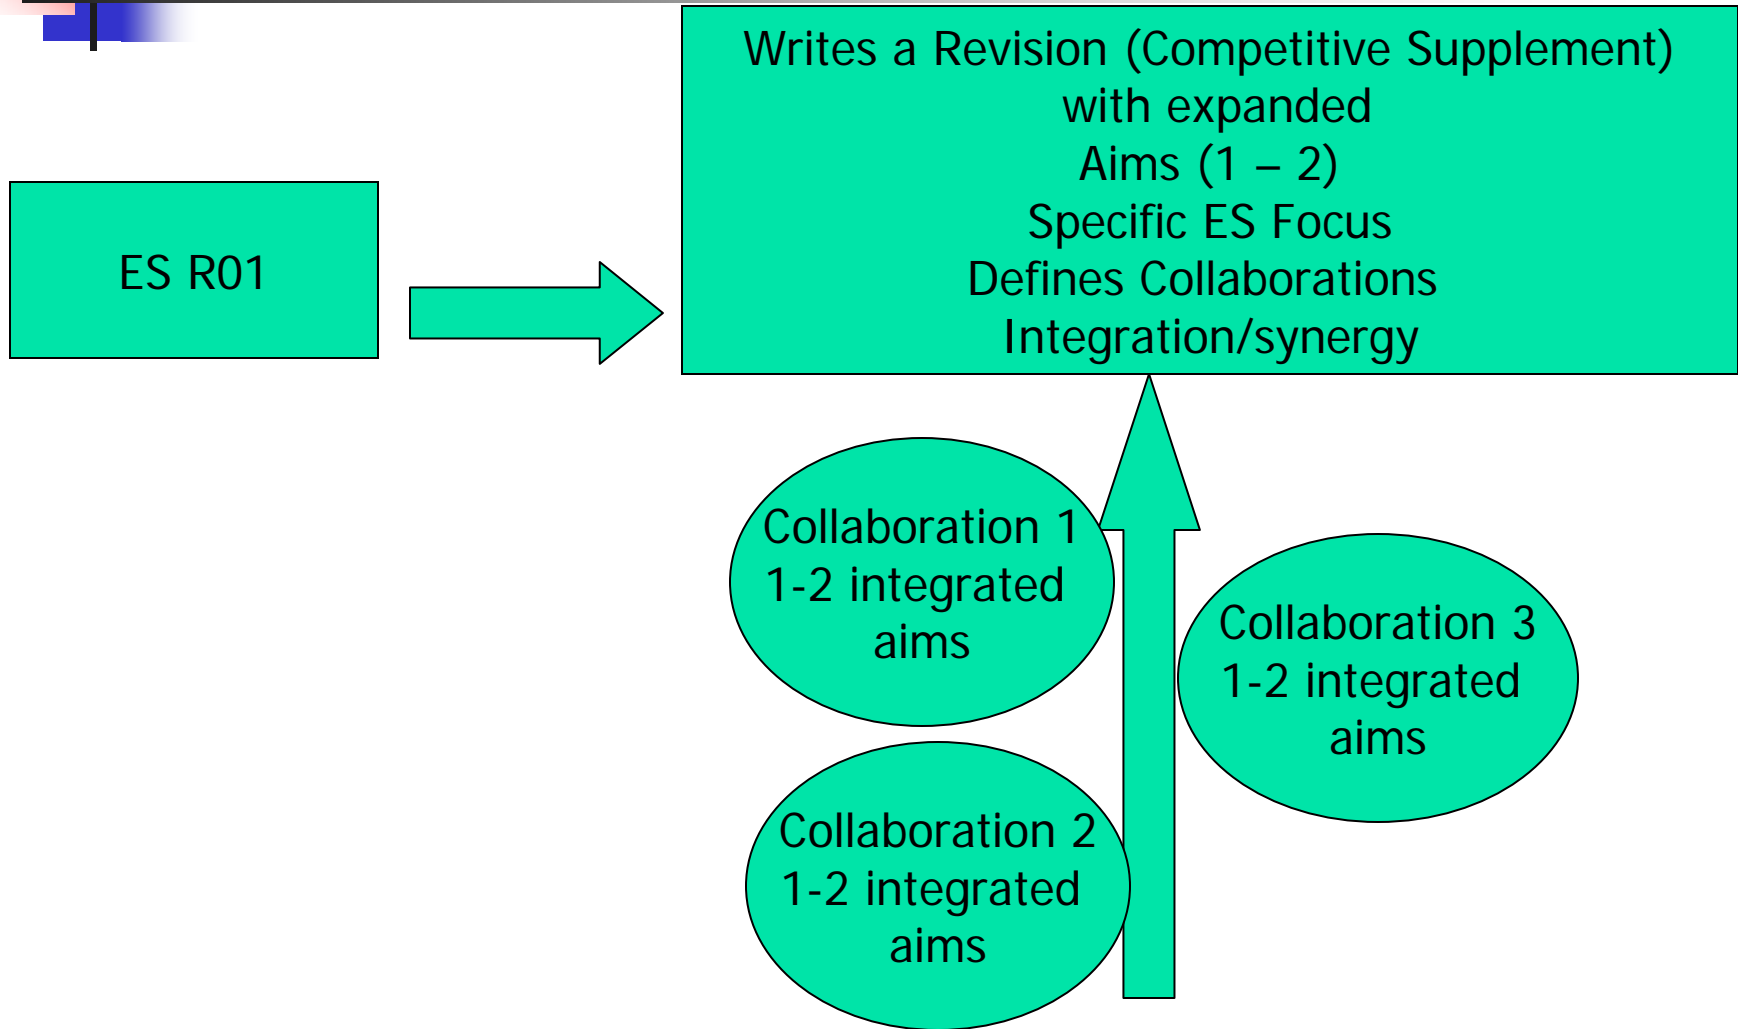 Writes a Revision (Competitive Supplement)
with expanded
Aims (1 – 2)
Specific ES Focus
Defines Collaborations
Integration/synergy
ES R01
Collaboration 1
1-2 integrated
aims
Collaboration 3
1-2 integrated
aims
Collaboration 2
1-2 integrated
aims